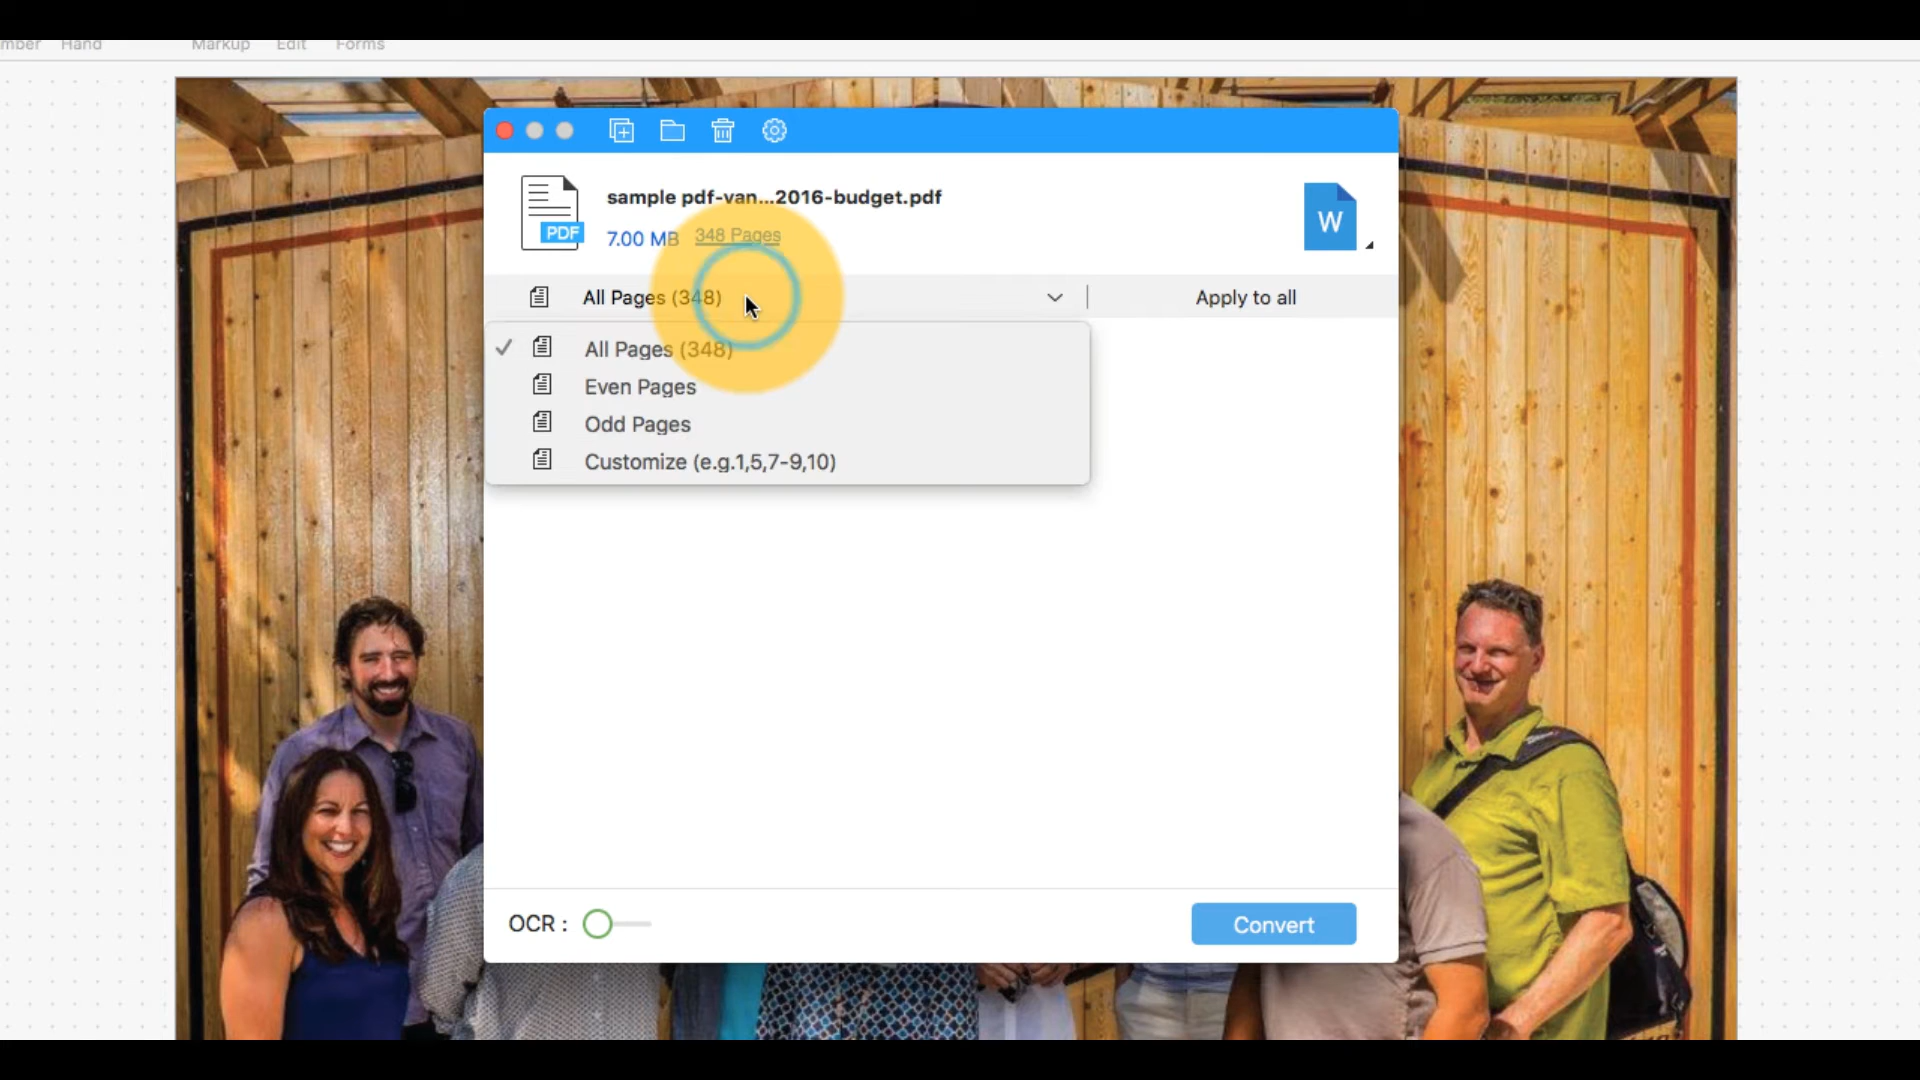 mber Hand Markup Edit Forms
sample pdf-van...2016-budget.pdf
PDF
7.00 MB 348 Pages
W
All Pages (348)
Apply to all
All Pages (348)
Even Pages
Odd Pages
Customize (e.g.1,5,7-9,10)
OCR :
Convert